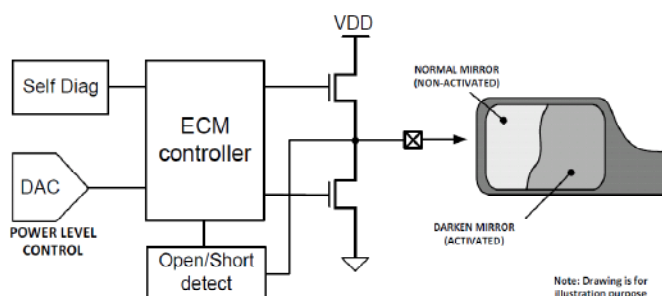 VDD
Self Diag
ECM
controller
DAC
POWER LEVEL
CONTROL
Open/Short
detect
NORMAL MIRROR
(NON-ACTIVATED)
DARKEN MIRROR
(ACTIVATED)
Note: Drawing is for
illustration purpose